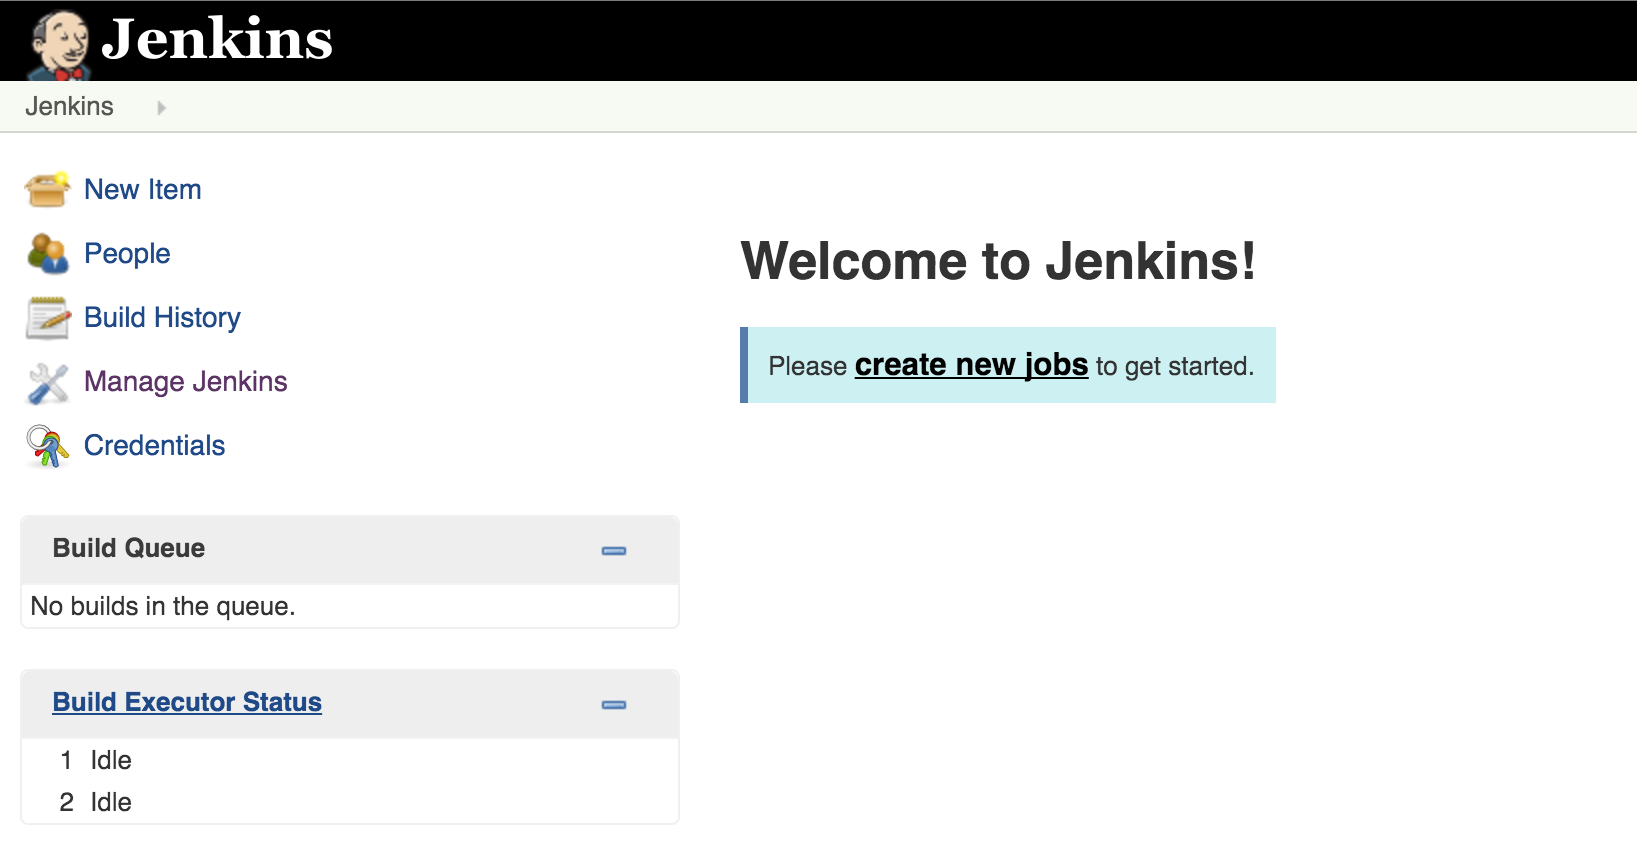 Jenkins
Jenkins
New Item
People
Build History
Manage Jenkins
Credentials
Build Queue
No builds in the queue.
Build Executor Status
1 Idle
2 Idle
Welcome to Jenkins!
Please create new jobs to get started.